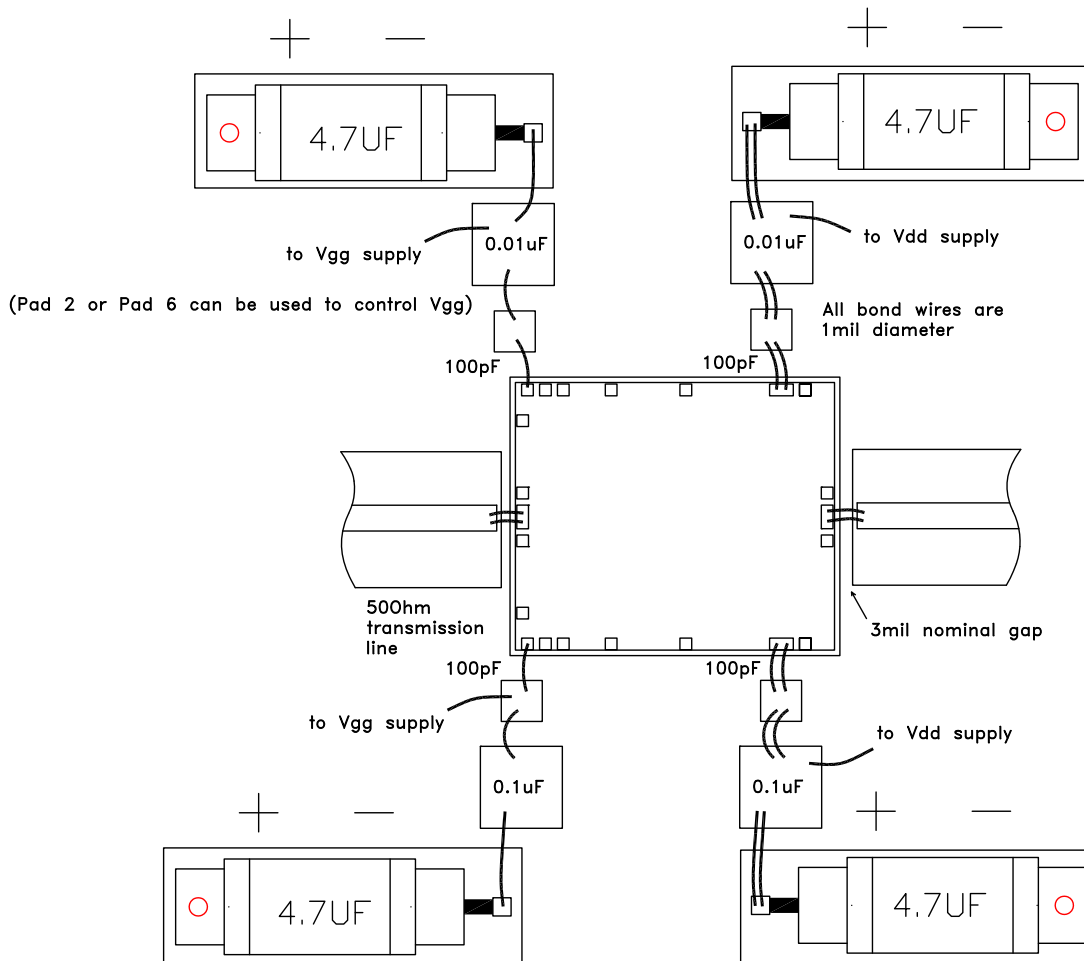 + −
+ −
4.7UF
4.7UF
0.01uF
0.01uF
to Vgg supply
to Vdd supply
(Pad 2 or Pad 6 can be used to control Vgg)
All bond wires are
1mil diameter
100pF
100pF
50Ohm
transmission
line
3mil nominal gap
100pF
100pF
to Vgg supply
to Vdd supply
0.1uF
0.1uF
+ −
+ −
4.7UF
4.7UF